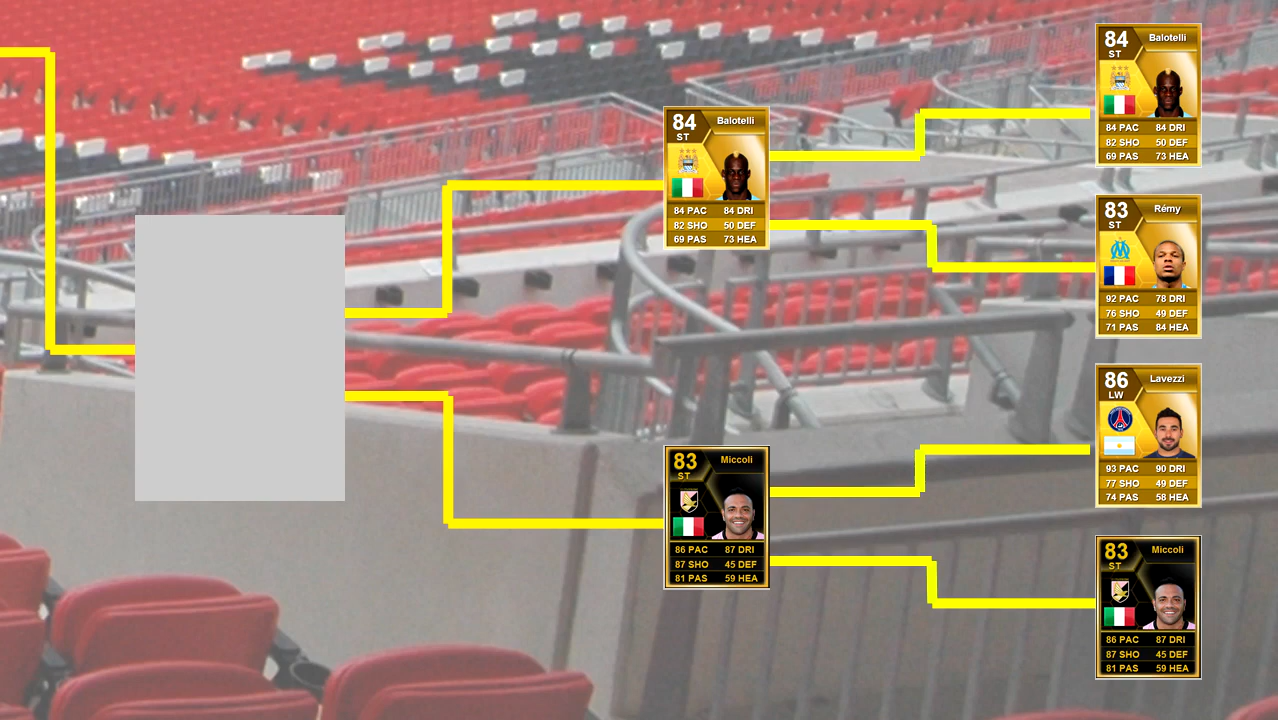 84 Balotelli
ST
84 PAC 84 DRI
82 SHO 50 DEF
69 PAS 73 HEA
84 Balotelli
ST
84 PAC 84 DRI
82 SHO 50 DEF
69 PAS 73 HEA
83 Rémy
ST
92 PAC 78 DRI
76 SHO 49 DEF
71 PAS 84 HEA
86 Lavezzi
LW
93 PAC 90 DRI
77 SHO 49 DEF
74 PAS 58 HEA
83 Miccoli
ST
86 PAC 87 DRI
87 SHO 45 DEF
81 PAS 59 HEA
83 Miccoli
ST
86 PAC 87 DRI
87 SHO 45 DEF
81 PAS 59 HEA